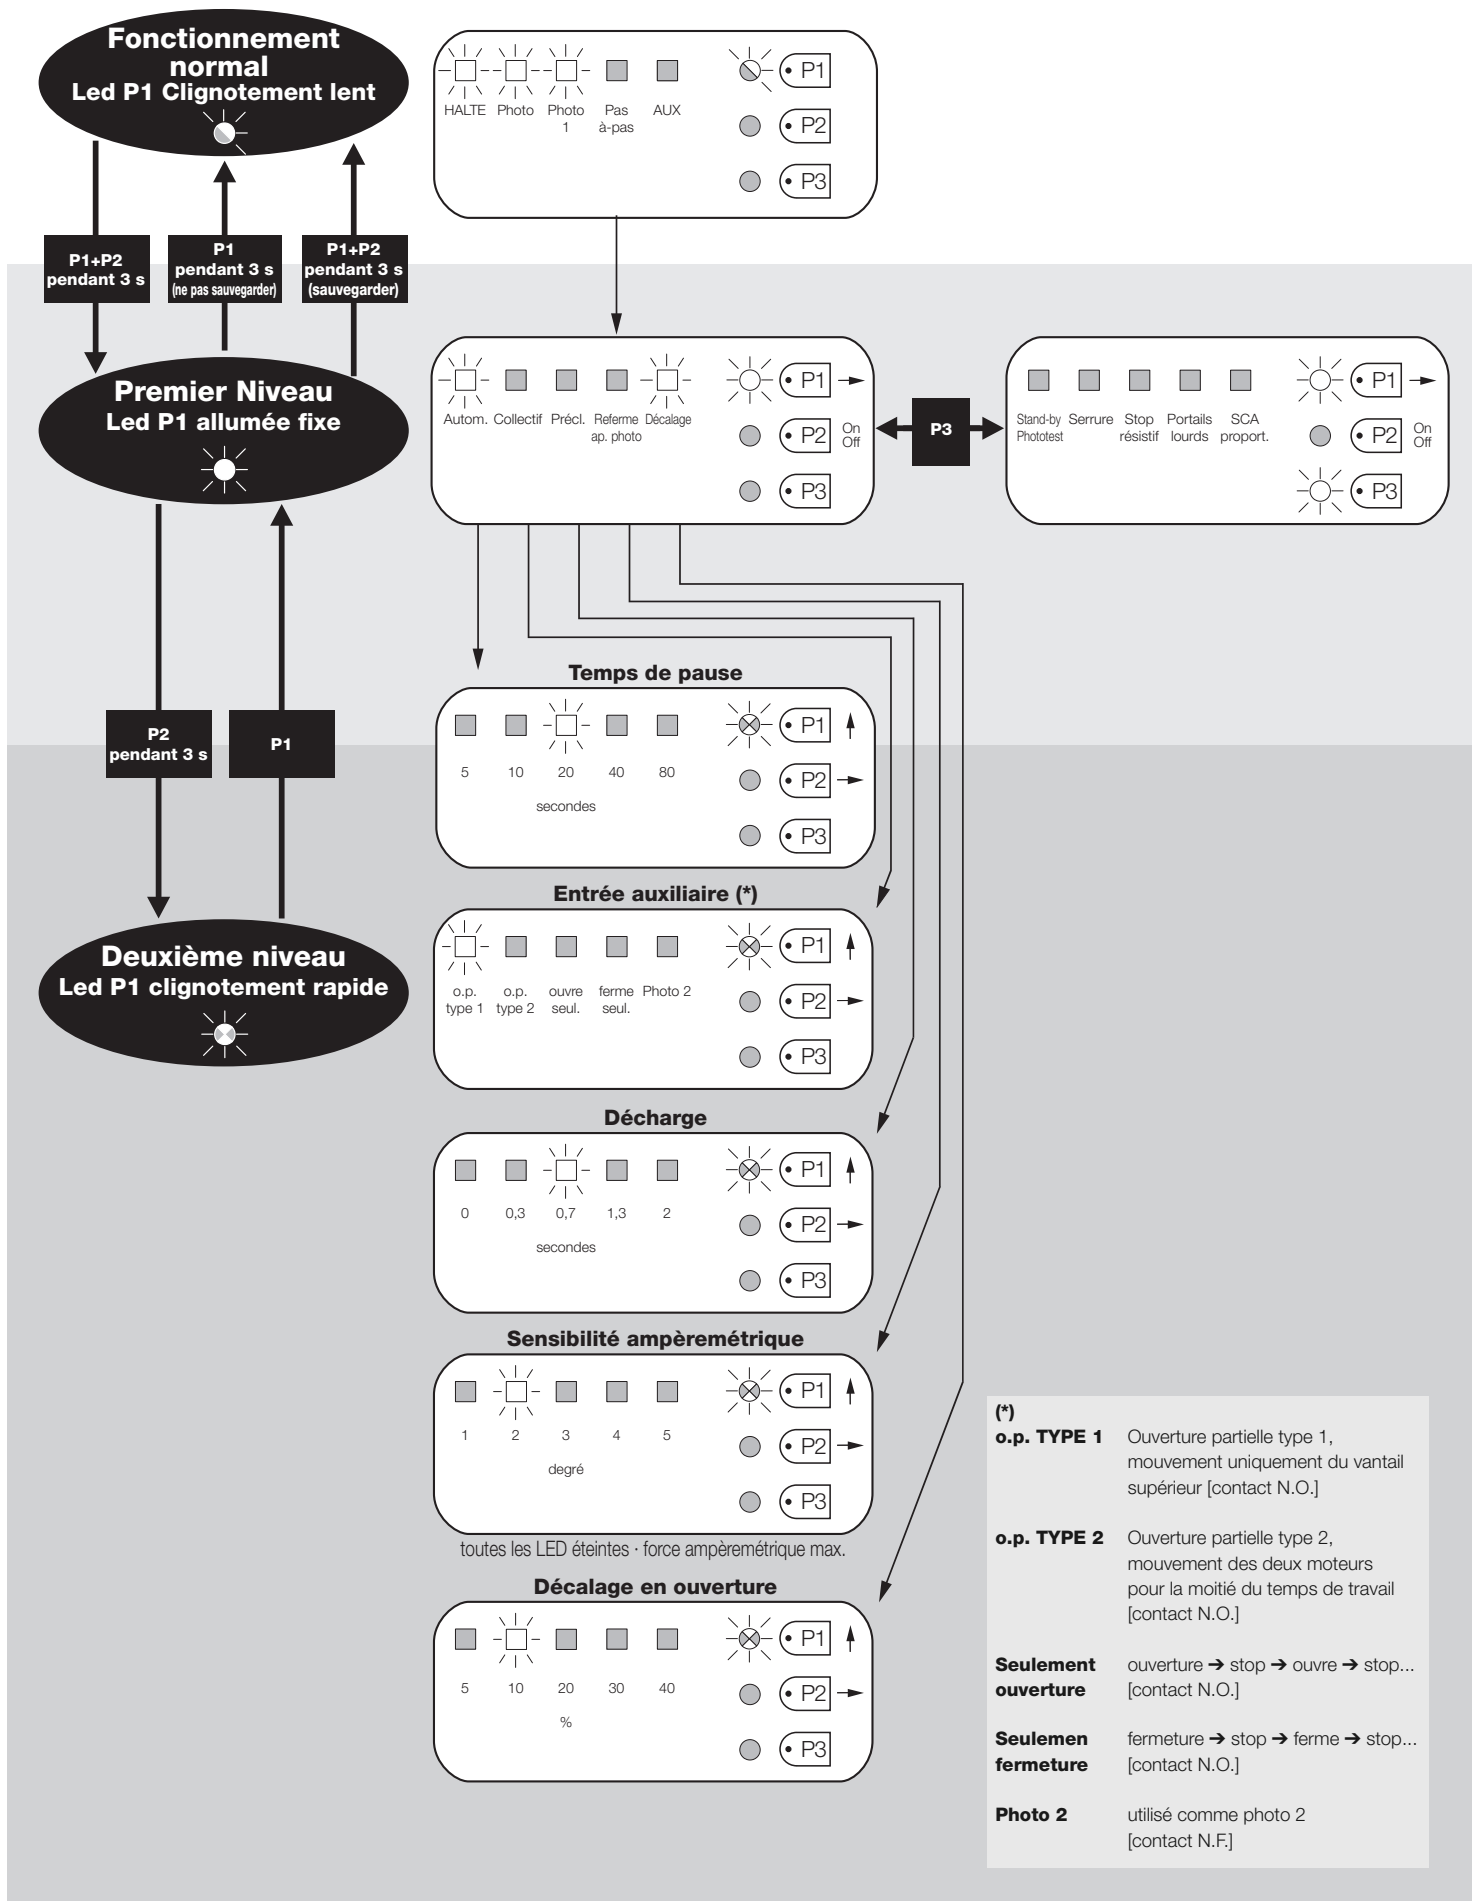 Fonctionnement
normal
Led P1 Clignotement lent
HALTE Photo Photo Pas AUX
1 à-pas
P1
P2
P3
P1+P2
pendant 3 s
P1
pendant 3 s
(ne pas sauvegarder)
P1+P2
pendant 3 s
(sauvegarder)
Premier Niveau
Led P1 allumée fixe
Autom. Collectif Précl. Referme Décalage
ap. photo
P1
P2 On
Off
P3
P3
Stand-by Serrure Stop Portails SCA
Phototest résistif lourds proport.
P1
P2 On
Off
P3
P2
pendant 3 s
P1
Temps de pause
5 10 20 40 80
secondes
P1
P2
P3
Deuxième niveau
Led P1 clignotement rapide
Entrée auxiliaire (*)
o.p. o.p. ouvre ferme Photo 2
type 1 type 2 seul. seul.
P1
P2
P3
Décharge
0 0,3 0,7 1,3 2
secondes
P1
P2
P3
Sensibilité ampèremétrique
1 2 3 4 5
degré
P1
P2
P3
toutes les LED éteintes · force ampèremétrique max.
Décalage en ouverture
5 10 20 30 40
%
P1
P2
P3
(*)
o.p. TYPE 1 Ouverture partielle type 1,
mouvement uniquement du vantail
supérieur [contact N.O.]
o.p. TYPE 2 Ouverture partielle type 2,
mouvement des deux moteurs
pour la moitié du temps de travail
[contact N.O.]
Seulement ouverture ➔ stop ➔ ouvre ➔ stop...
ouverture [contact N.O.]
Seulemen fermeture ➔ stop ➔ ferme ➔ stop...
fermeture [contact N.O.]
Photo 2 utilisé comme photo 2
[contact N.F.]